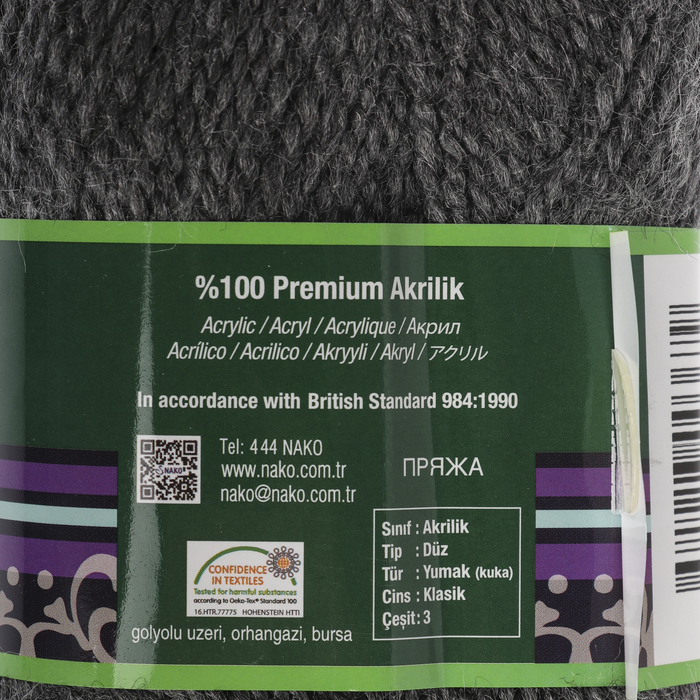 %100 Premium Akrilik
Acrylic / Acryl / Acrylique / Акрил
Acrílico / Acrilico / Akryyli / Akryl / アクリル
In accordance with British Standard 984:1990
NAKO
Tel: 444 NAKO
www.nako.com.tr
nako@nako.com.tr
ПРЯЖА
Sınıf : Akrilik
Tip : Düz
Tür : Yumak (kuka)
Cins : Klasik
Çeşit : 3
CONFIDENCE
IN TEXTILES
Tested for harmful substances
according to Oeko-Tex® Standard 100
16.HTR.77775 HOHENSTEIN HTTI
golyolu uzeri, orhangazi, bursa